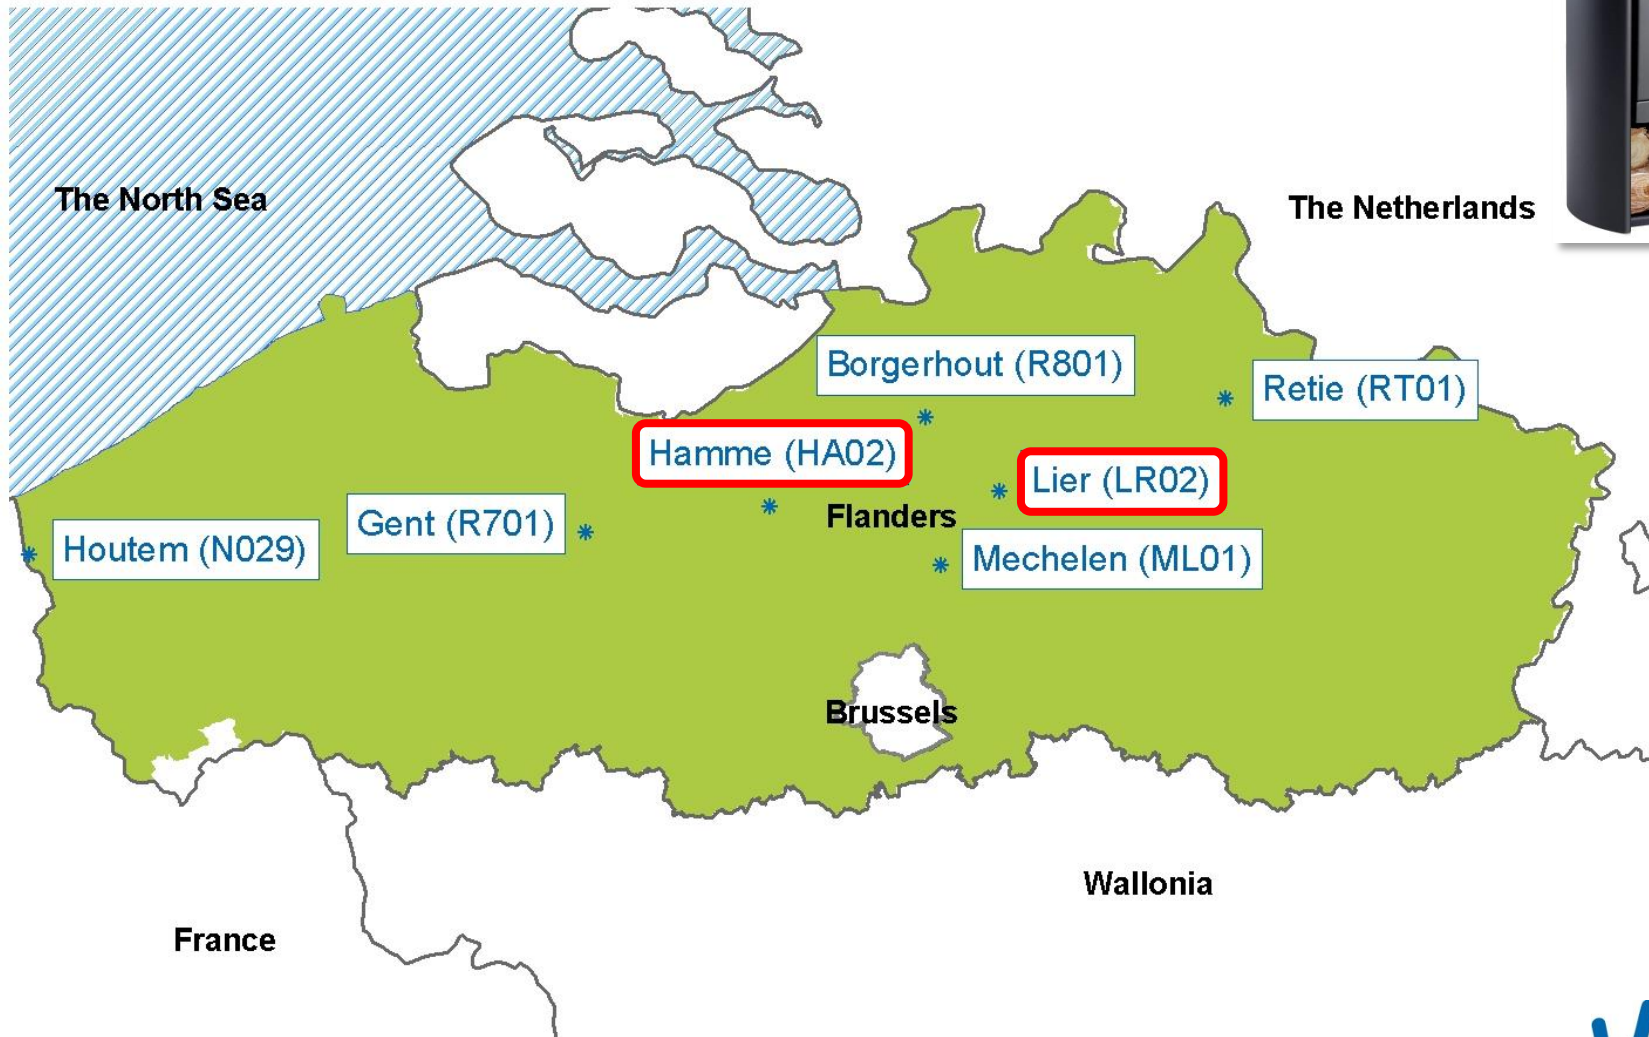 The North Sea
The Netherlands
Borgerhout (R801)
Retie (RT01)
Hamme (HA02)
Lier (LR02)
Gent (R701)
Flanders
Houtem (N029)
Mechelen (ML01)
Brussels
Wallonia
France